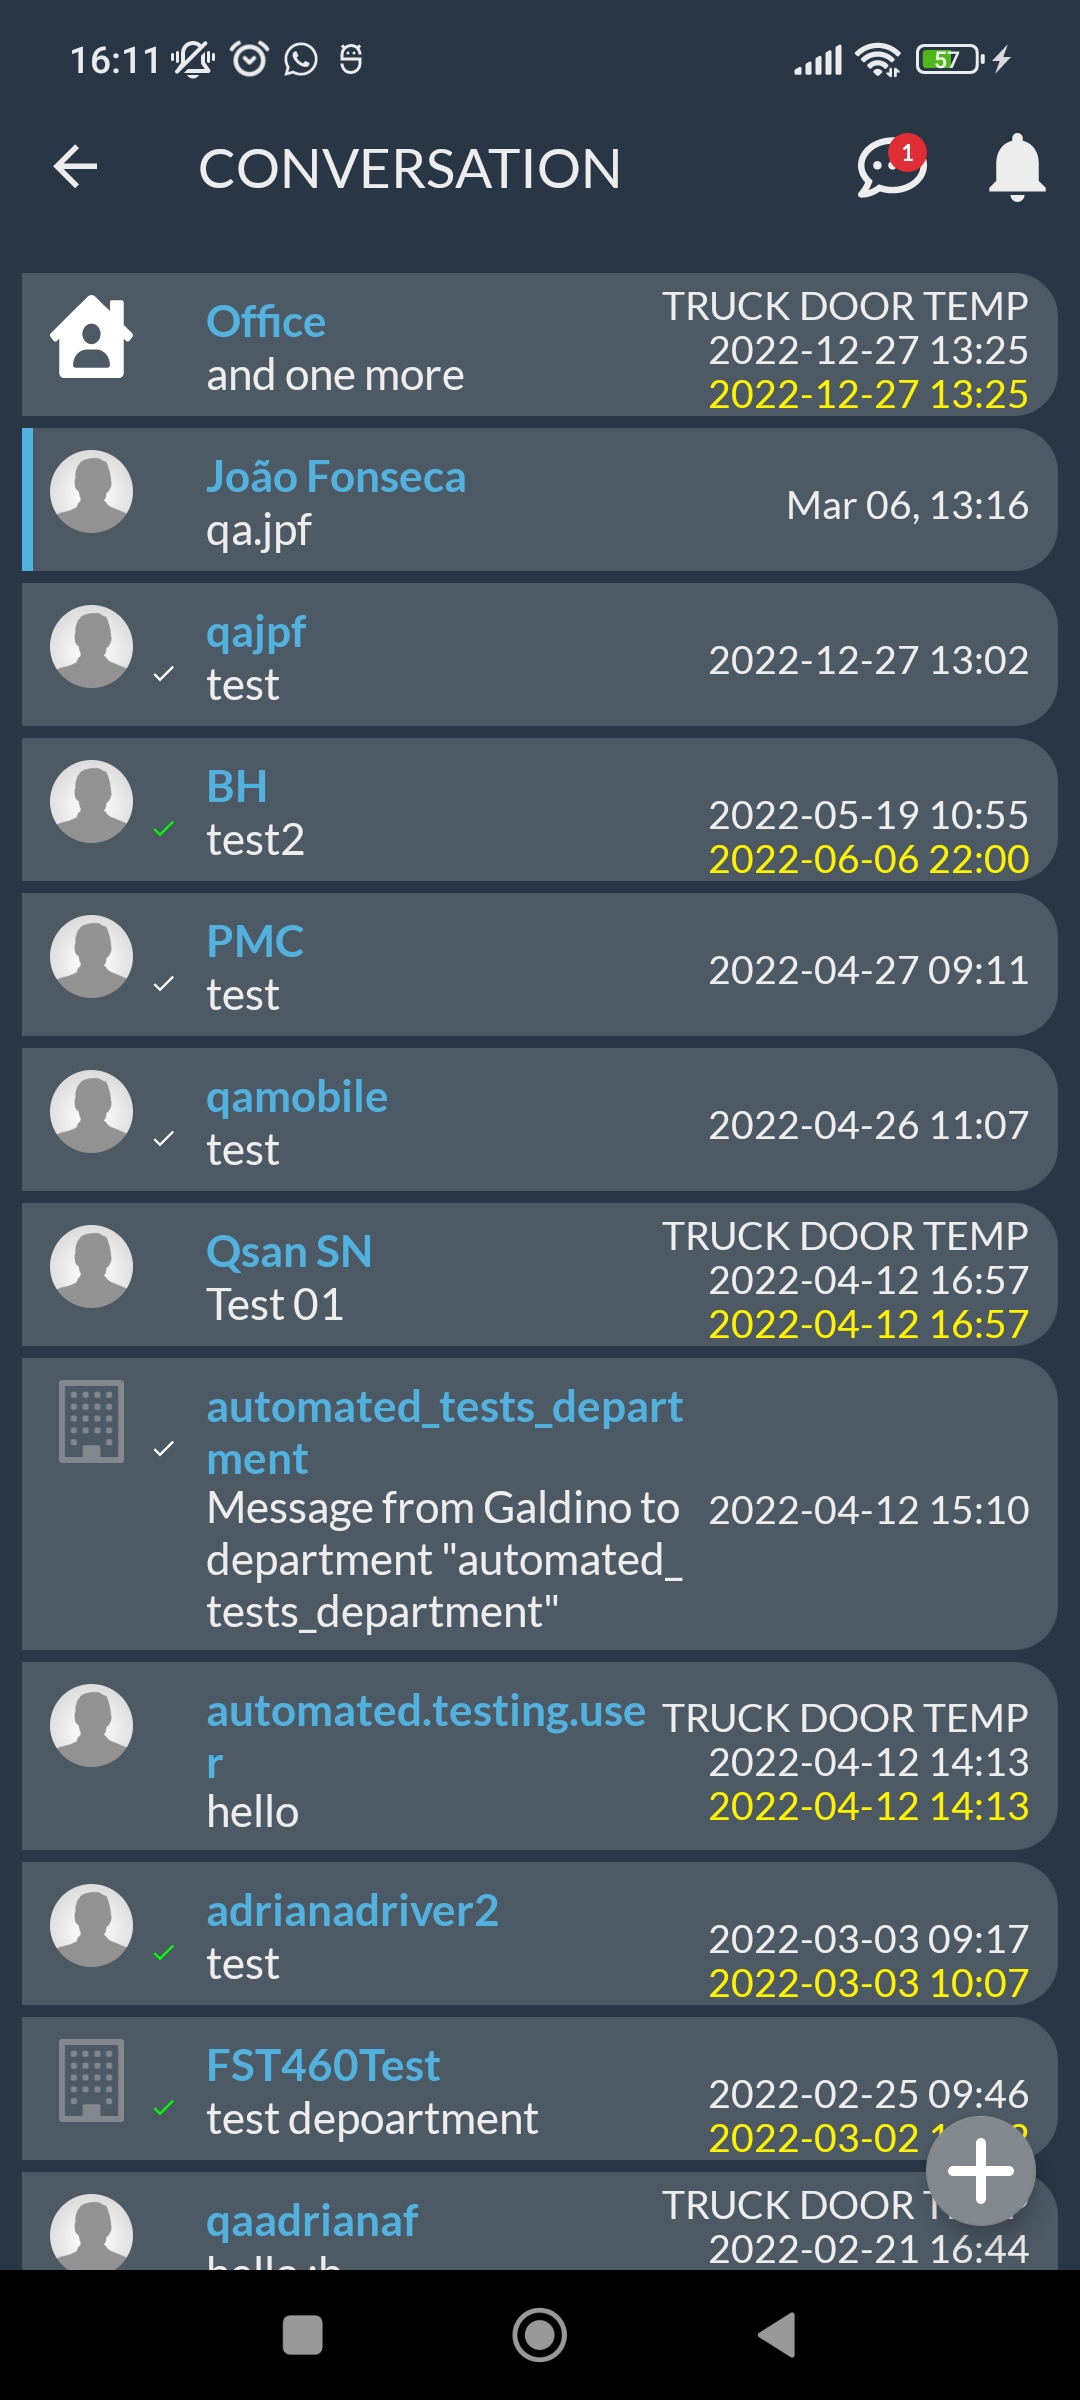 16:11
57
CONVERSATION
1
Office
TRUCK DOOR TEMP
2022-12-27 13:25
and one more
2022-12-27 13:25
João Fonseca
Mar 06, 13:16
qa.jpf
qajpf
2022-12-27 13:02
test
BH
2022-05-19 10:55
test2
2022-06-06 22:00
PMC
2022-04-27 09:11
test
qamobile
2022-04-26 11:07
test
Qsan SN
TRUCK DOOR TEMP
2022-04-12 16:57
Test 01
2022-04-12 16:57
automated_tests_depart
ment
Message from Galdino to
2022-04-12 15:10
department "automated_
tests_department"
automated.testing.use
r
TRUCK DOOR TEMP
2022-04-12 14:13
hello
2022-04-12 14:13
adrianadriver2
2022-03-03 09:17
test
2022-03-03 10:07
FST460Test
2022-02-25 09:46
test depoartment
2022-03-02
qaadrianaf
TRUCK DOOR
2022-02-21 16:44